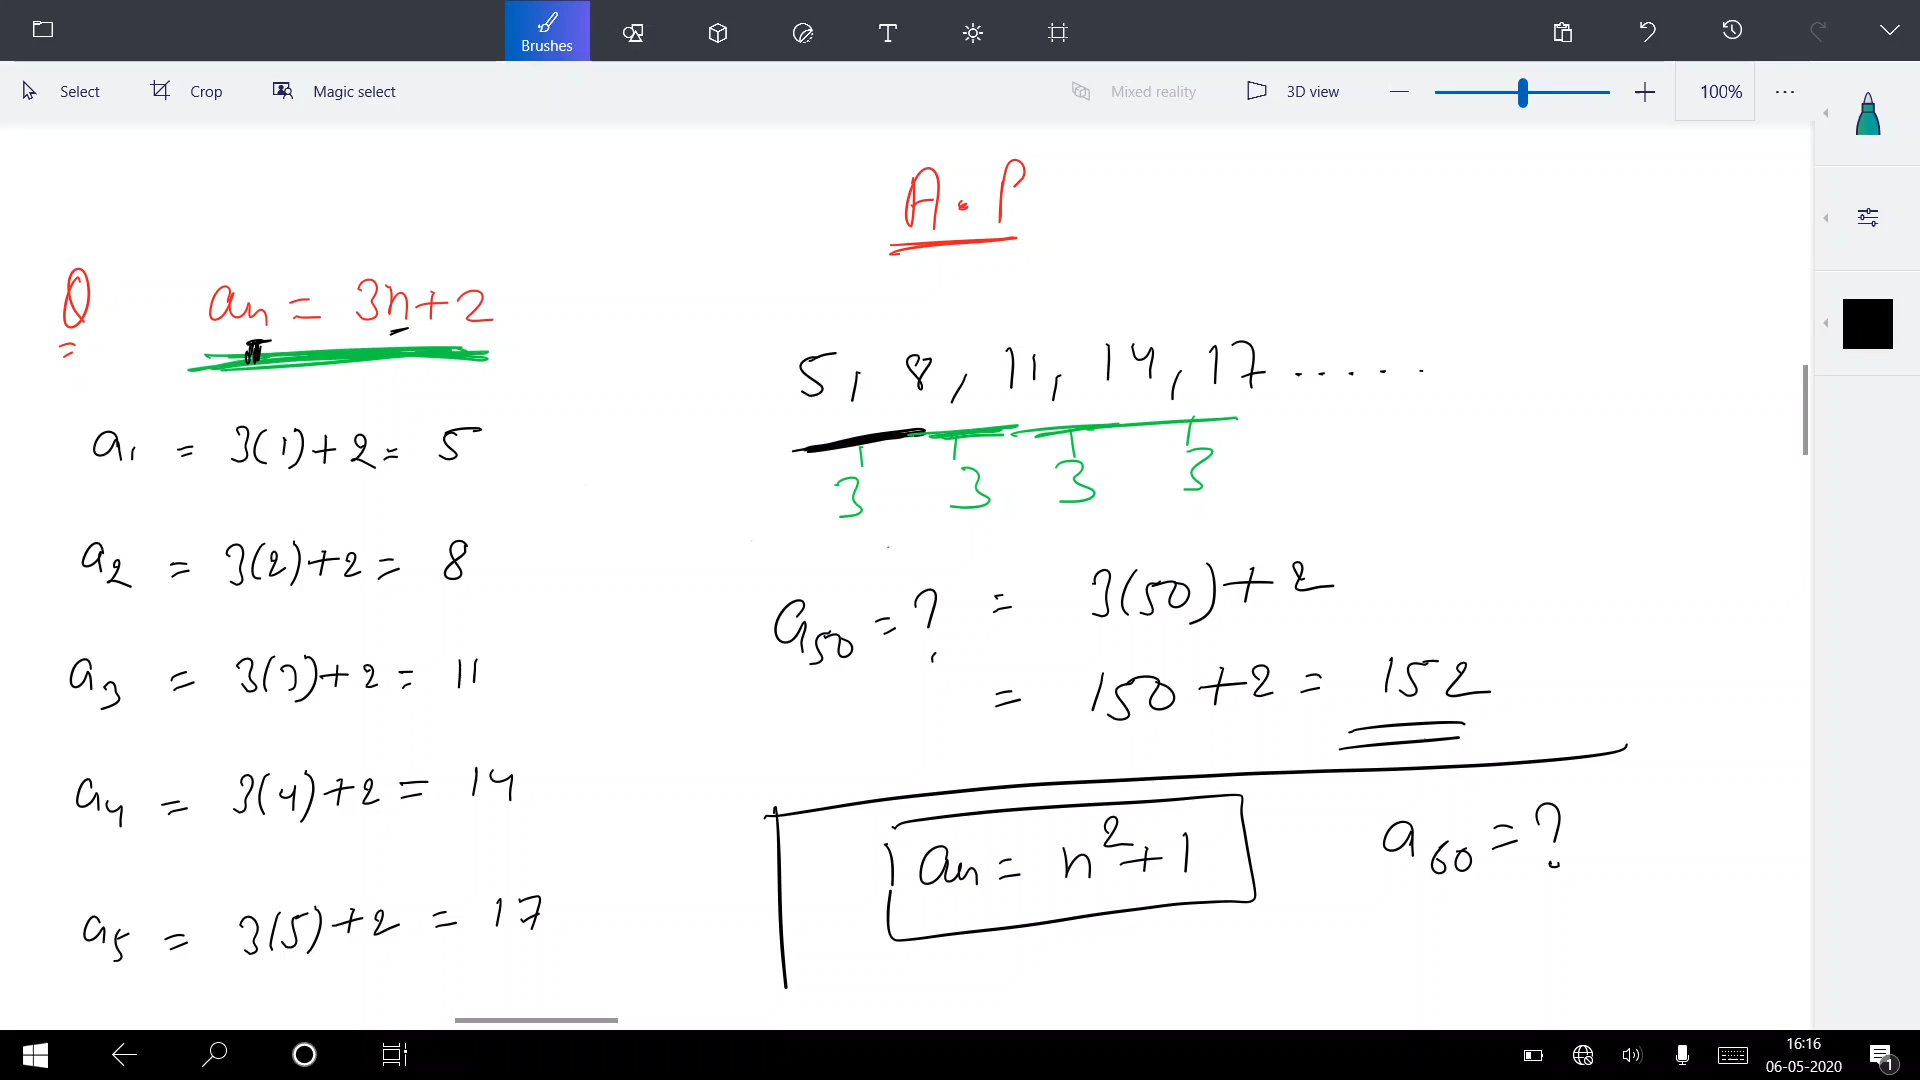 Brushes
Select Crop Magic select Mixed reality 3D view 100%
A.P
Q aₙ = 3n+2
5, 8, 11, 14, 17 ......
3 3 3 3
a₁ = 3(1)+2= 5
a₂ = 3(2)+2= 8
a₃ = 3(3)+2= 11
a₄ = 3(4)+2= 14
a₅ = 3(5)+2 = 17
a₅₀ =? = 3(50)+2
= 150+2= 152
aₙ = n²+1 a₆₀ =?
16:16
06-05-2020
1